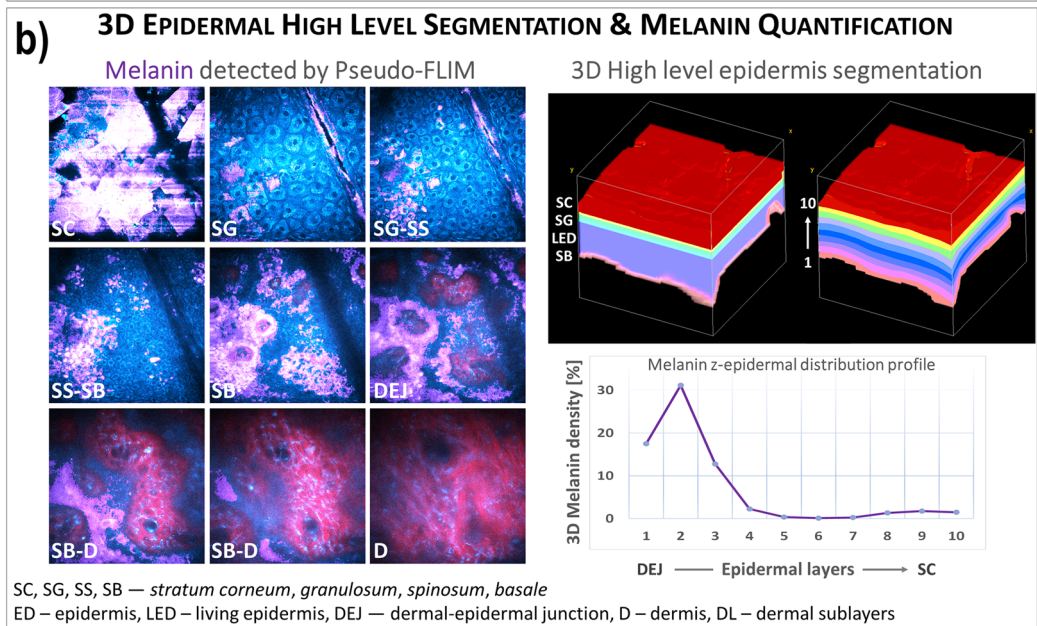 b)
3D EPIDERMAL HIGH LEVEL SEGMENTATION & MELANIN QUANTIFICATION
Melanin detected by Pseudo-FLIM
SC
SG
SG-SS
SS-SB
SB
DEJ
SB-D
SB-D
D
3D High level epidermis segmentation
x
y
SC
SG
LED
SB
x
y
10
1
Melanin z-epidermal distribution profile
3D Melanin density [%]
30
20
10
0
1 2 3 4 5 6 7 8 9 10
DEJ Epidermal layers SC
SC, SG, SS, SB — stratum corneum, granulosum, spinosum, basale
ED – epidermis, LED – living epidermis, DEJ — dermal-epidermal junction, D – dermis, DL – dermal sublayers